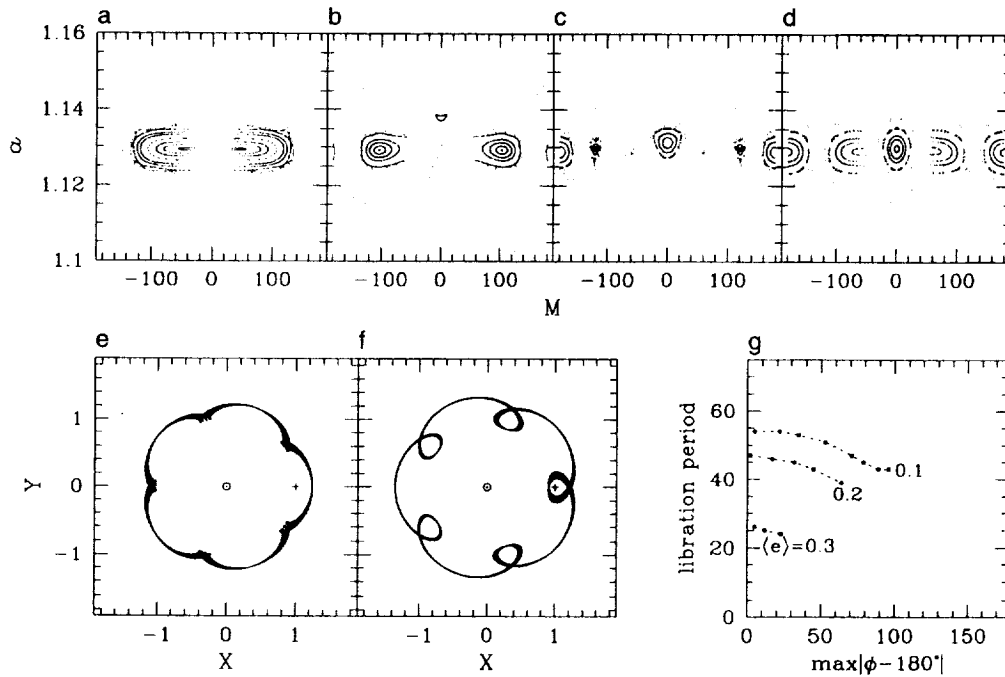 a b c d
1.16
1.14
1.12
1.1
α
-100 0 100 -100 0 100 -100 0 100 -100 0 100
M
e f g
1
0
-1
Y
-1 0 1 -1 0 1
X X
60
40
20
0
libration period
0.1
0.2
⟨e⟩=0.3
0 50 100 150
max|ϕ-180°|